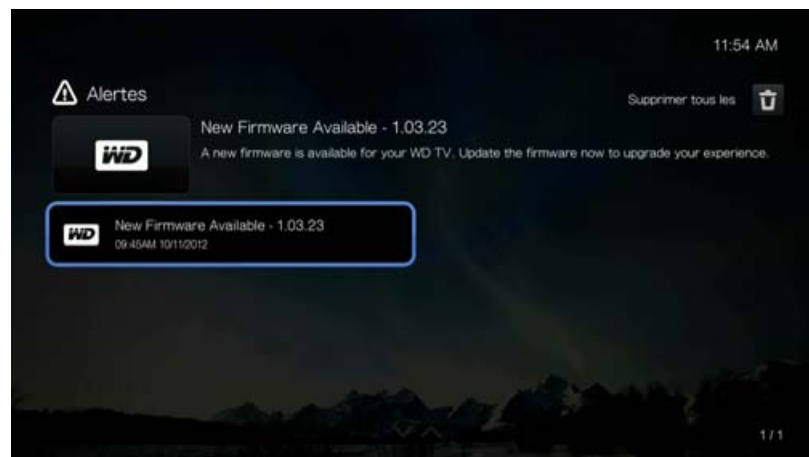 11:54 AM
Alertes
Supprimer tous les
New Firmware Available - 1.03.23
WD
A new firmware is available for your WD TV. Update the firmware now to upgrade your experience.
WD
New Firmware Available - 1.03.23
09:45AM 10/11/2012
1/1